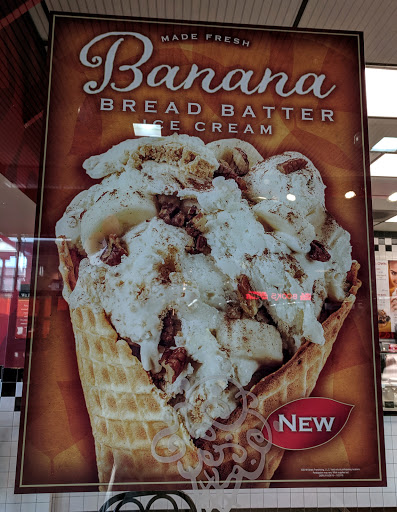 MADE FRESH
Banana
BREAD BATTER
ICE CREAM
NEW